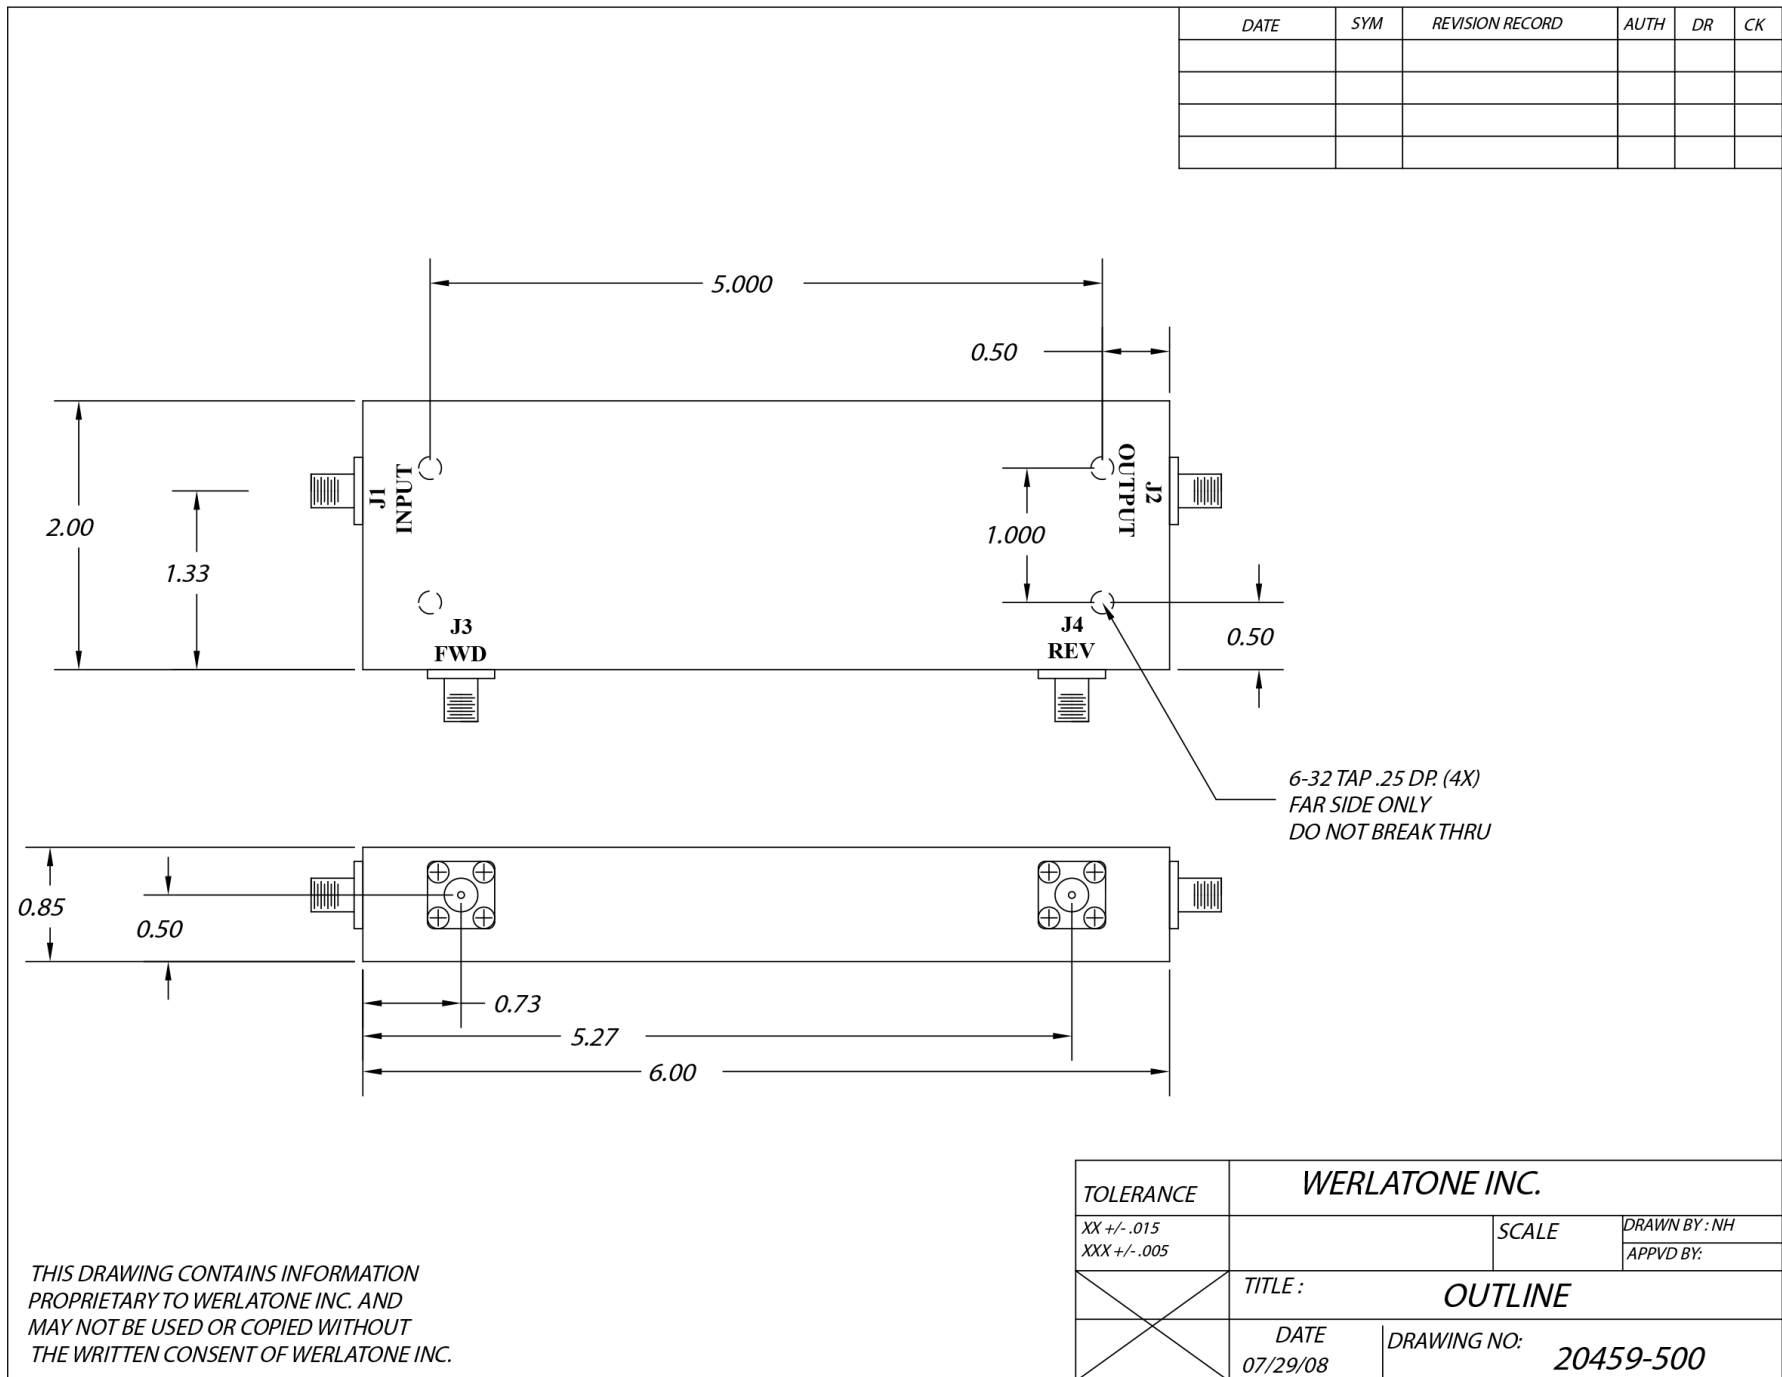 DATE SYM REVISION RECORD AUTH DR CK
5.000
0.50
2.00
1.33
J1
INPUT
OUTPUT
J2
1.000
0.50
J3
FWD
J4
REV
6-32 TAP .25 DP. (4X)
FAR SIDE ONLY
DO NOT BREAK THRU
0.85
0.50
0.73
5.27
6.00
TOLERANCE
XX +/- .015
XXX +/- .005
WERLATONE INC.
SCALE
DRAWN BY : NH
APPVD BY:
TITLE : OUTLINE
DATE
07/29/08
DRAWING NO: 20459-500
THIS DRAWING CONTAINS INFORMATION
PROPRIETARY TO WERLATONE INC. AND
MAY NOT BE USED OR COPIED WITHOUT
THE WRITTEN CONSENT OF WERLATONE INC.